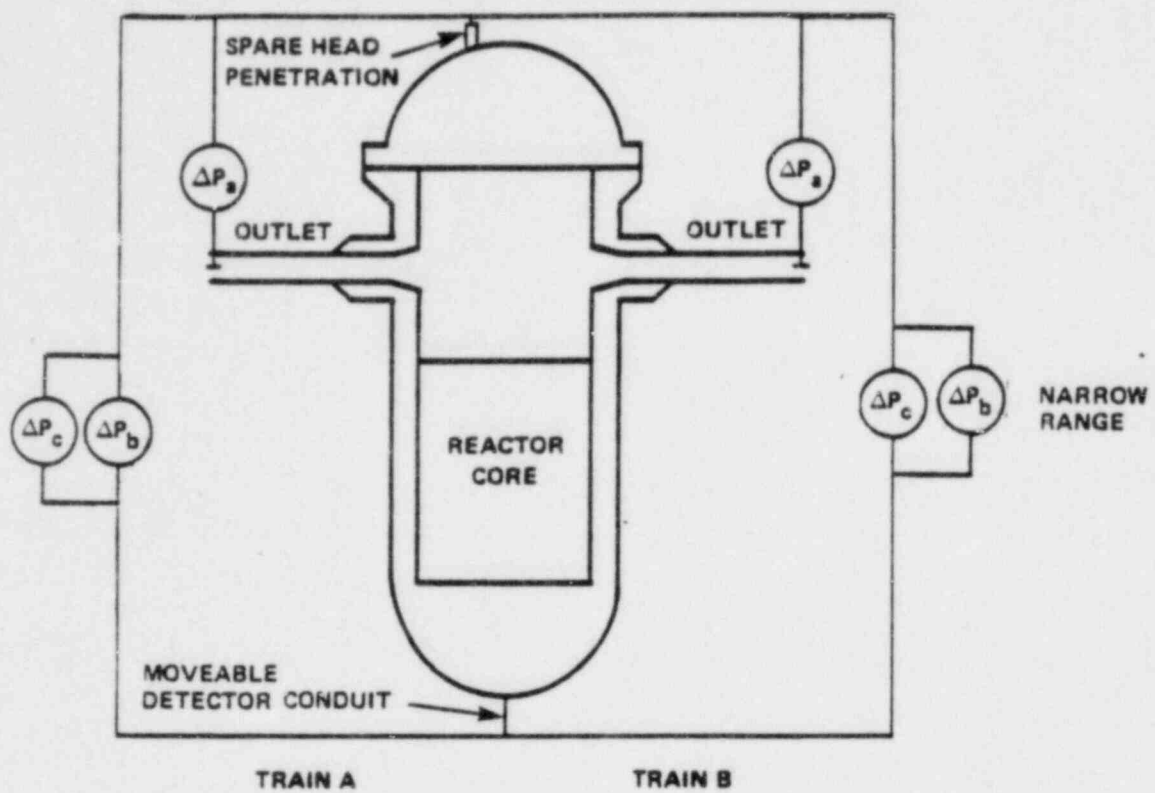 SPARE HEAD
PENETRATION
ΔPa
ΔPa
OUTLET
OUTLET
ΔPc
ΔPb
REACTOR
CORE
ΔPc
ΔPb
NARROW
RANGE
MOVEABLE
DETECTOR CONDUIT
TRAIN A
TRAIN B